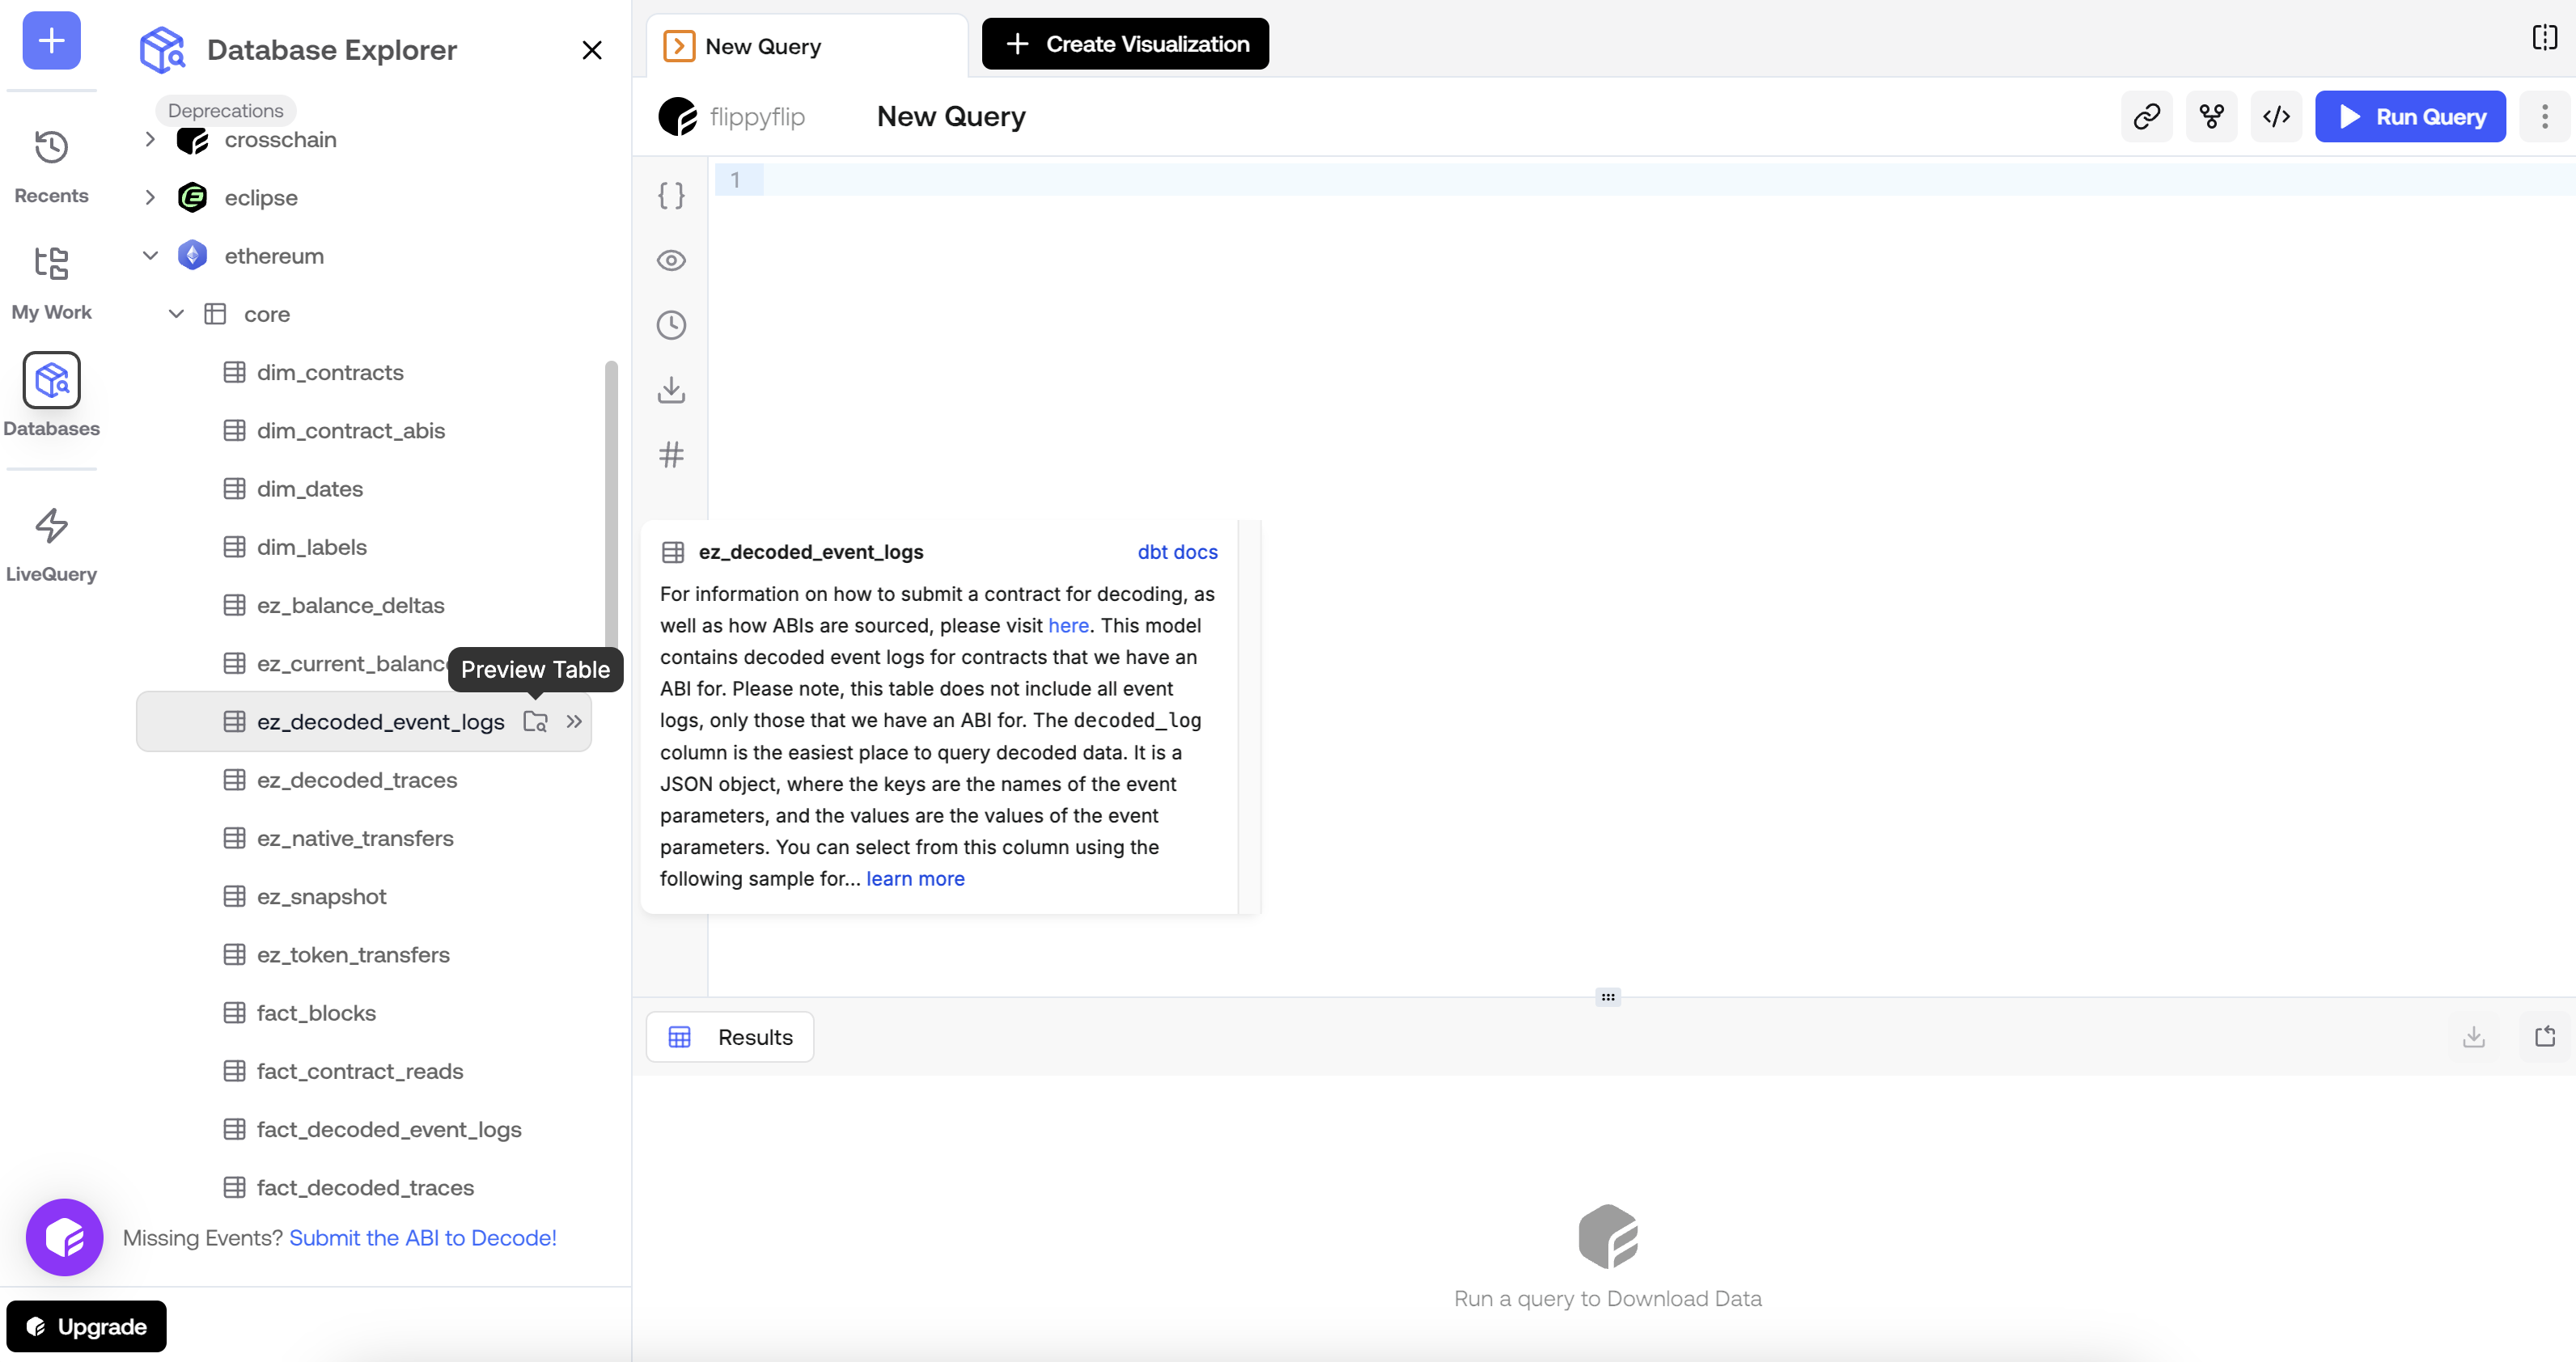 Database Explorer
Deprecations
crosschain
eclipse
ethereum
core
dim_contracts
dim_contract_abis
dim_dates
dim_labels
ez_balance_deltas
ez_current_balanc
Preview Table
ez_decoded_event_logs
ez_decoded_traces
ez_native_transfers
ez_snapshot
ez_token_transfers
fact_blocks
fact_contract_reads
fact_decoded_event_logs
fact_decoded_traces
Missing Events? Submit the ABI to Decode!
Recents
My Work
Databases
LiveQuery
Upgrade
New Query
Create Visualization
flippyflip
New Query
Run Query
1
ez_decoded_event_logs
dbt docs
For information on how to submit a contract for decoding, as
well as how ABIs are sourced, please visit here. This model
contains decoded event logs for contracts that we have an
ABI for. Please note, this table does not include all event
logs, only those that we have an ABI for. The decoded_log
column is the easiest place to query decoded data. It is a
JSON object, where the keys are the names of the event
parameters, and the values are the values of the event
parameters. You can select from this column using the
following sample for... learn more
Results
Run a query to Download Data